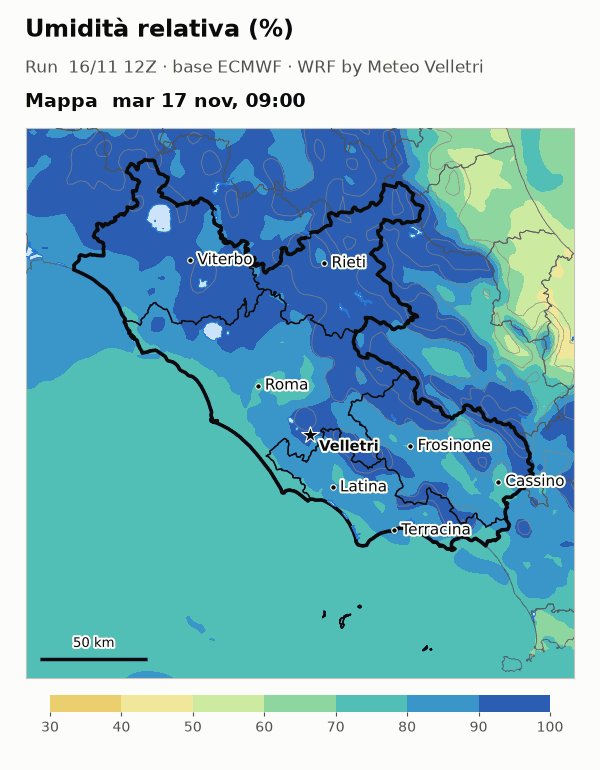 Umidità relativa (%)
Run  16/11 12Z · base ECMWF · WRF by Meteo Velletri
Mappa  mar 17 nov, 09:00
Viterbo
Rieti
Roma
Velletri
Frosinone
Cassino
Latina
Terracina
50 km
30 40 50 60 70 80 90 100